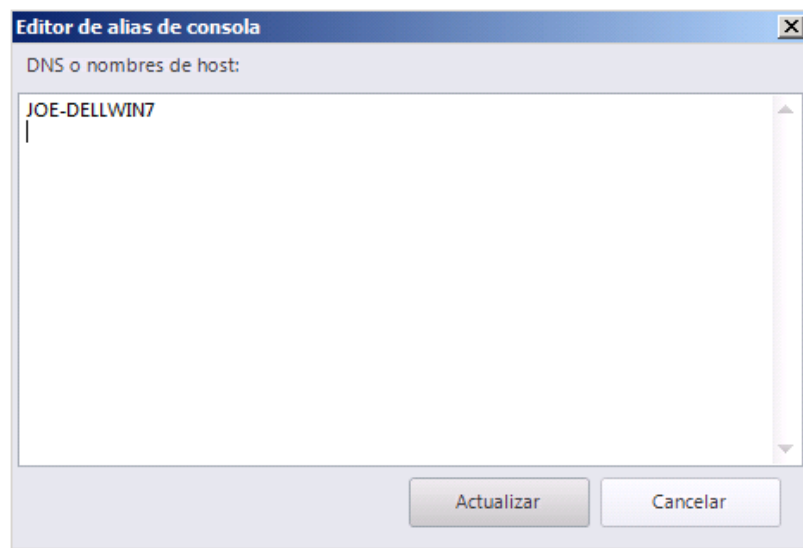 Editor de alias de consola
DNS o nombres de host:
JOE-DELLWIN7
Actualizar
Cancelar